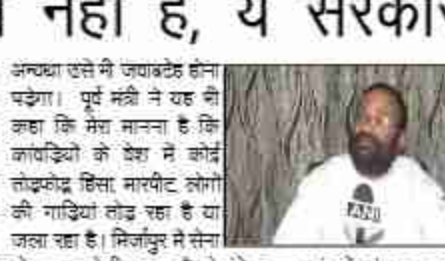 नहीं है, ये सरकार
अन्यथा उसे भी जवाबदेह होना
पड़ेगा। पूर्व मंत्री ने यह भी
कहा कि मेरा मानना है कि
कांवड़ियों के वेश में कोई
तोड़फोड़ हिंसा मारपीट लोगों
की गाड़ियां तोड़ रहा है या
जला रहा है। मिर्जापुर में सेना
ANI